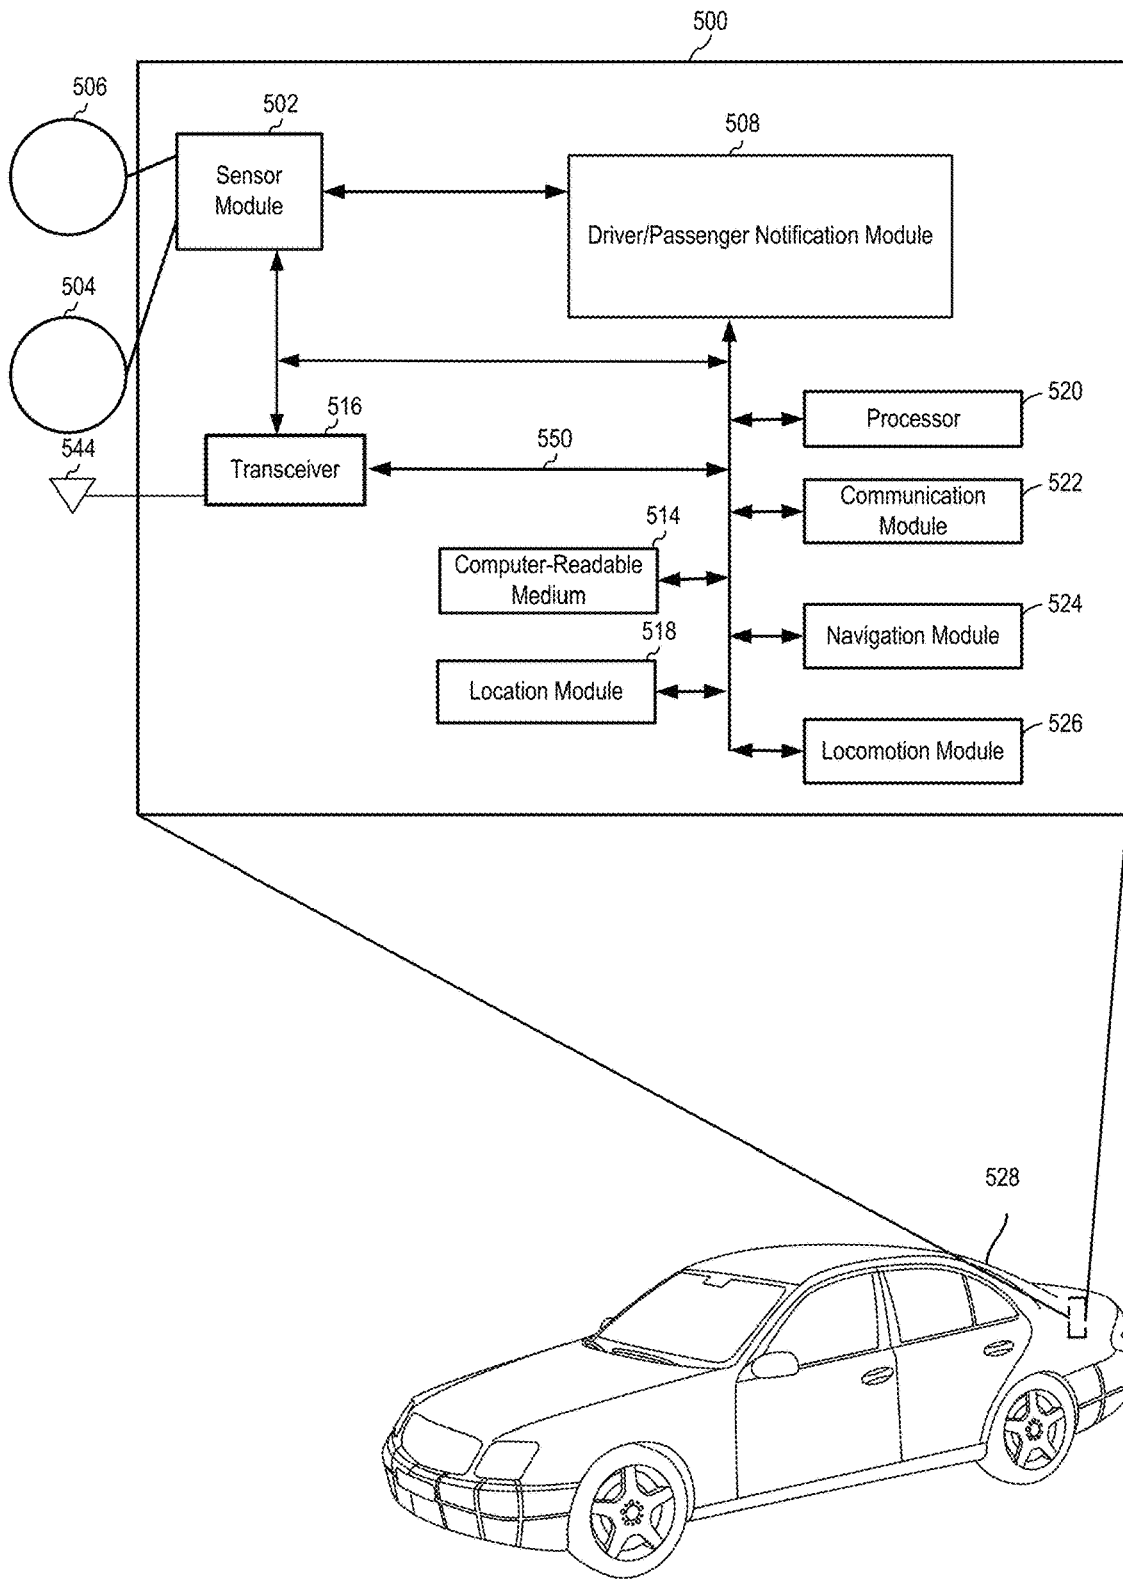 500
506
502
Sensor
Module
508
Driver/Passenger Notification Module
504
544
516
Transceiver
550
520
Processor
522
Communication
Module
514
Computer-Readable
Medium
524
Navigation Module
518
Location Module
526
Locomotion Module
528